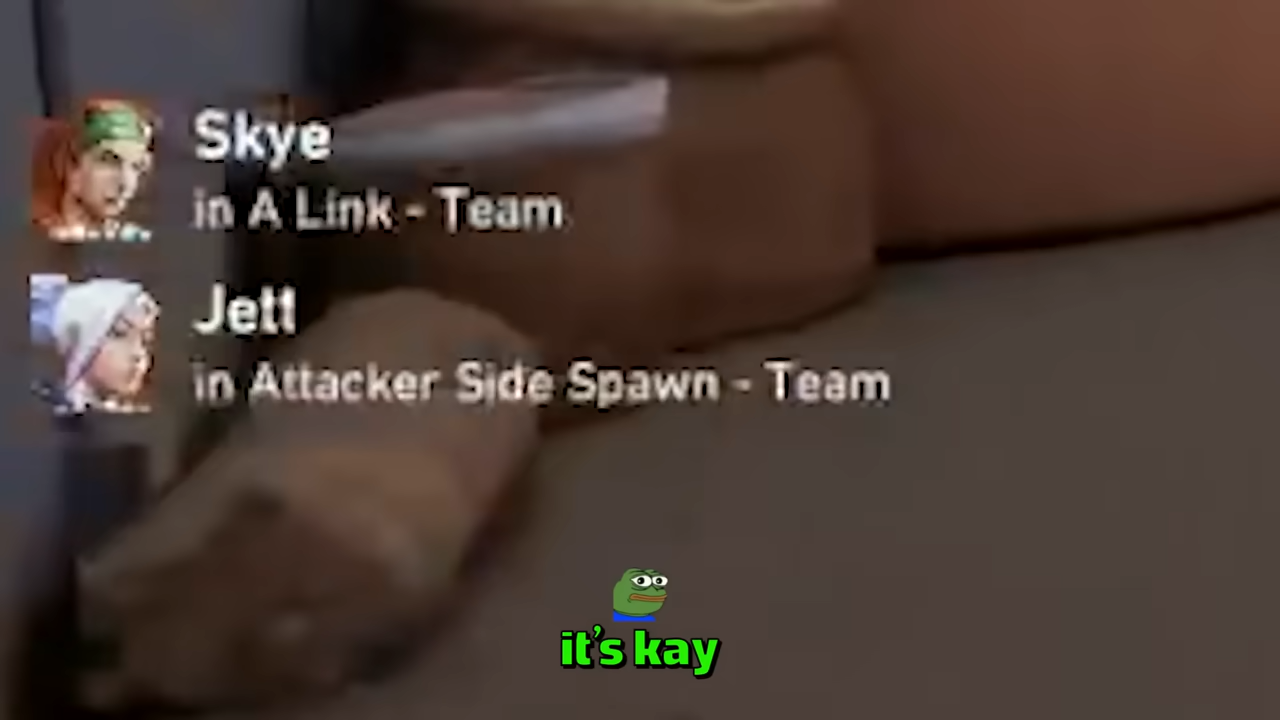 Skye
in A Link - Team
Jett
in Attacker Side Spawn - Team
it's kay